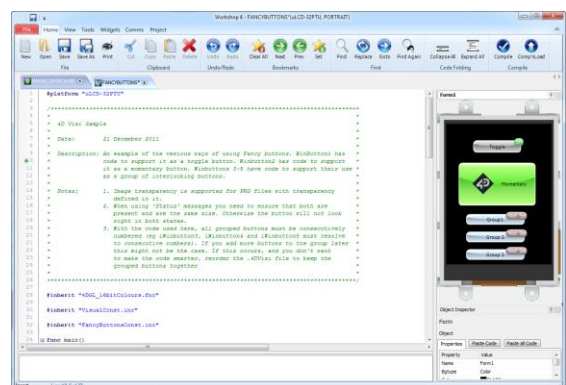 Workshop 4 - FANCYBUTTONS*(uLCD-32PTU, PORTRAIT)
File Home View Tools Widgets Comms Project
New Open Save Save As Print Cut Copy Paste Delete Undo Redo Clear All Next Prev Set Find Replace Goto Find Again Collapse All Expand All Compile Comp'nLoad
File Clipboard Undo/Redo Bookmarks Find Code Folding Compile
FANCYBUTTONS* x
#platform "uLCD-32PTU"
4D Visi Sample
Date: 21 December 2011
Description: An example of the various ways of using Fancy buttons. WinButton1 has
code to support it as a toggle button. Winbutton2 has code to support
it as a momentary button. Winbuttons 3-5 have code to support their use
as a group of interlocking buttons.
Notes: 1. Image transparency is supported for PNG files with transparency
defined in it.
2. When using 'Status' messages you need to ensure that both are
present and are the same size. Otherwise the button will not look
right in both states.
3. With the code used here, all grouped buttons must be consecutively
numbered (eg iWinbutton3, iWinbutton4 and iWinbutton5 must resolve
to consecutive numbers). If you add more buttons to the group later
this might not be the case. If this occurs, and you don't want
to make the code smarter, reorder the .4DVisi file to keep the
grouped buttons together
#inherit "4DGL_16bitColours.fnc"
#inherit "VisualConst.inc"
#inherit "FancyButtonsConst.inc"
func main()
Form1
Toggle
Momentary
Group 1
Group 2
Group 3
Object Inspector
Form
Object
Properties Paste Code Paste all Code
Property Value
Name Form1
Bgtype Color